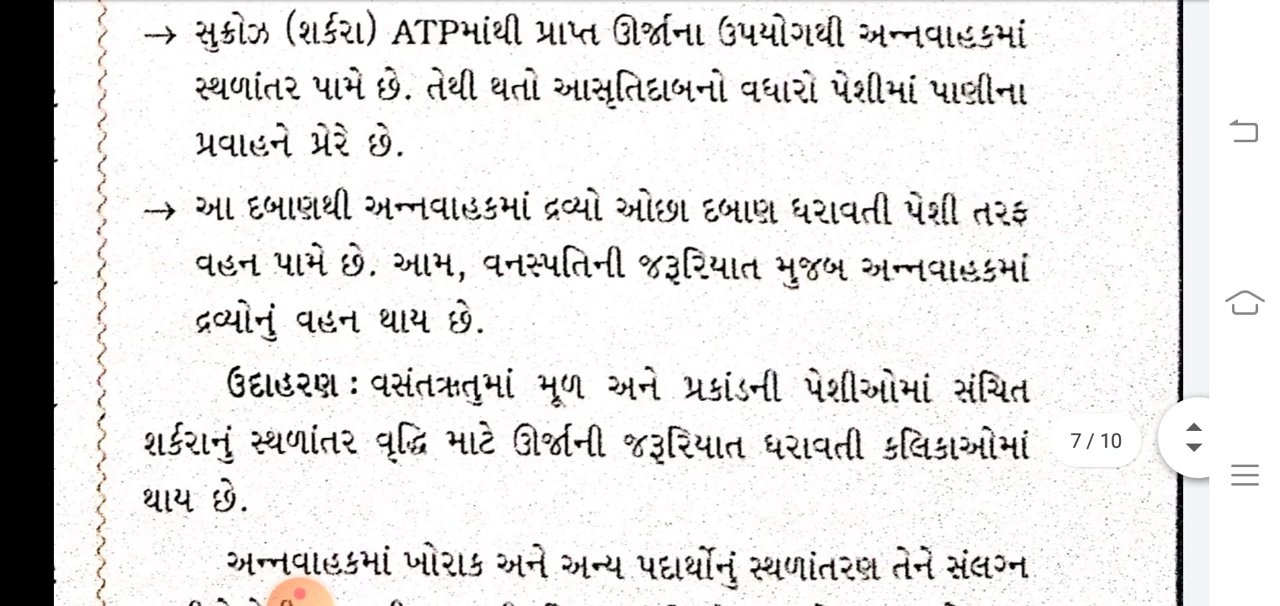 → સુક્રોઝ (શર્કરા) ATPમાંથી પ્રાપ્ત ઊર્જાના ઉપયોગથી અન્નવાહકમાં
સ્થળાંતર પામે છે. તેથી થતો આસૃતિદાબનો વધારો પેશીમાં પાણીના
પ્રવાહને પ્રેરે છે.
→ આ દબાણથી અન્નવાહકમાં દ્રવ્યો ઓછા દબાણ ધરાવતી પેશી તરફ
વહન પામે છે. આમ, વનસ્પતિની જરૂરિયાત મુજબ અન્નવાહકમાં
દ્રવ્યોનું વહન થાય છે.
ઉદાહરણ : વસંતઋતુમાં મૂળ અને પ્રકાંડની પેશીઓમાં સંચિત
શર્કરાનું સ્થળાંતર વૃદ્ધિ માટે ઊર્જાની જરૂરિયાત ધરાવતી કલિકાઓમાં
7 / 10
થાય છે.
અન્નવાહકમાં ખોરાક અને અન્ય પદાર્થોનું સ્થળાંતરણ તેને સંલગ્ન